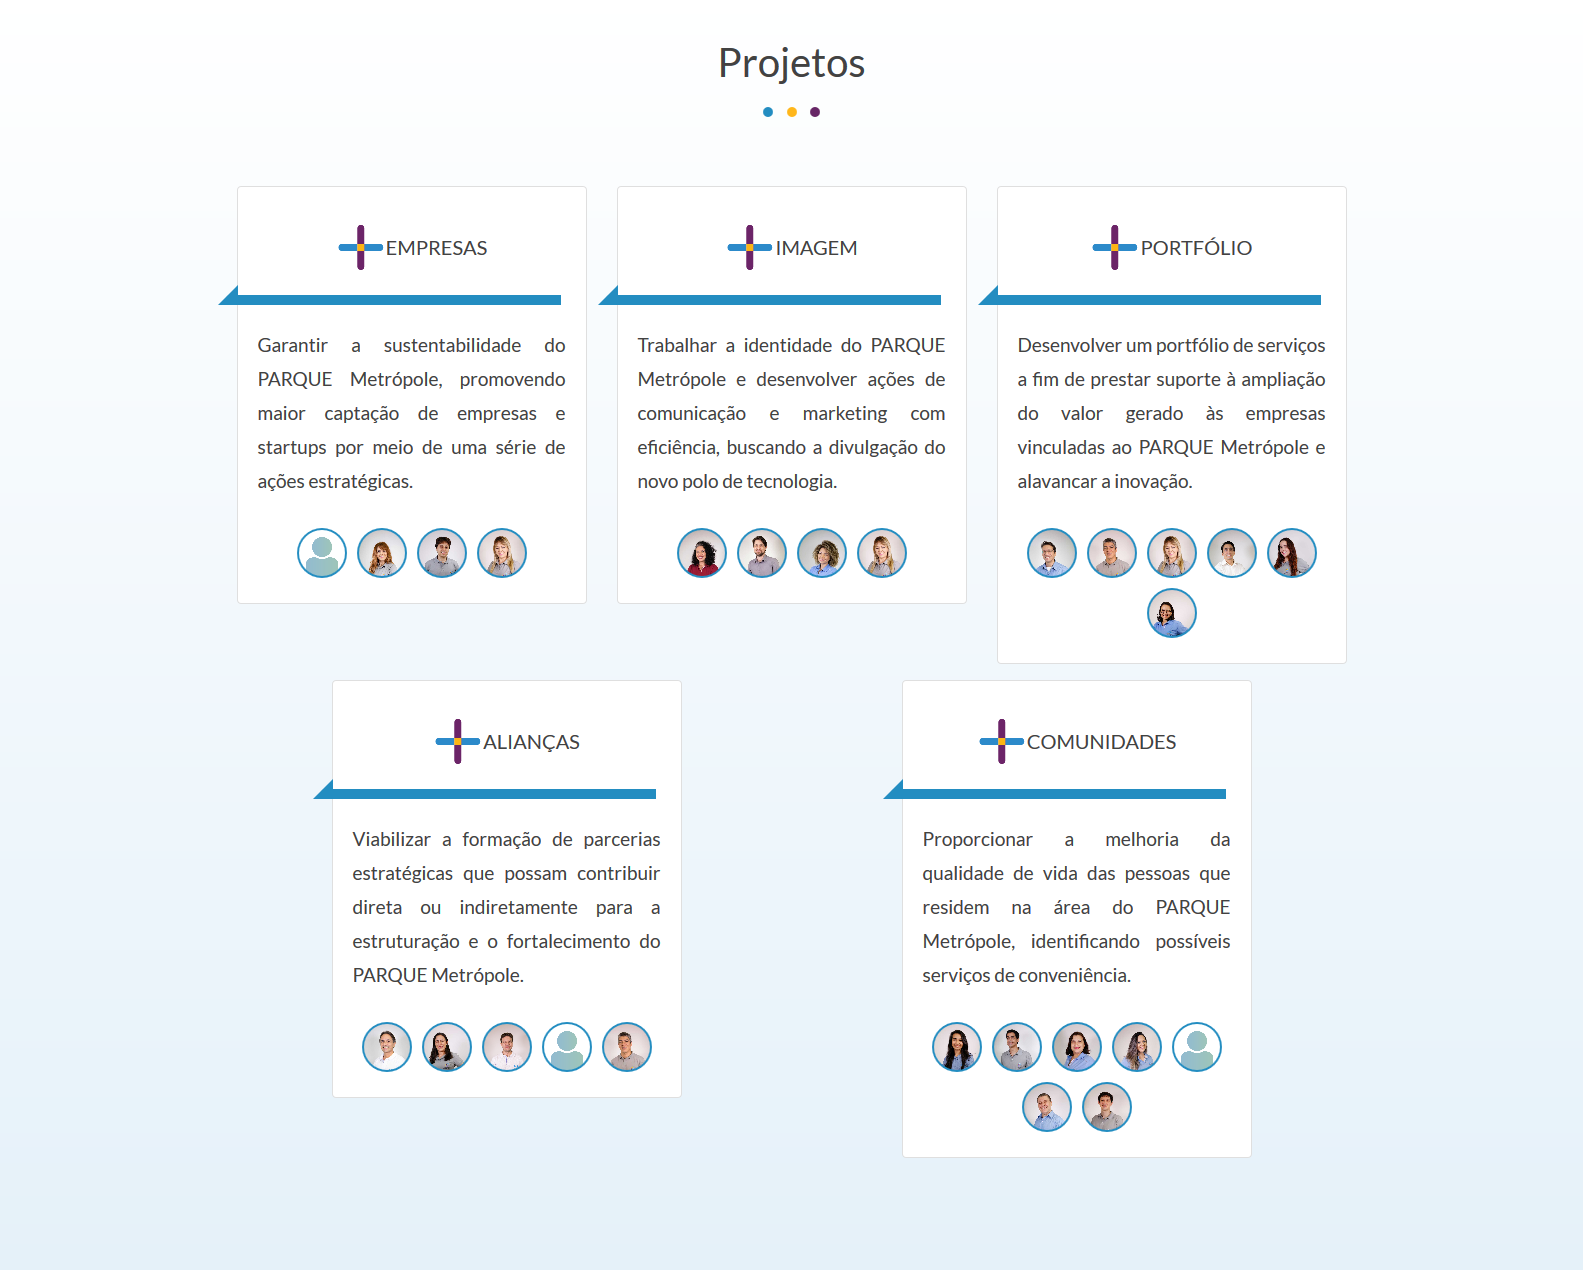 Projetos
EMPRESAS
Garantir a sustentabilidade do
PARQUE Metrópole, promovendo
maior captação de empresas e
startups por meio de uma série de
ações estratégicas.
IMAGEM
Trabalhar a identidade do PARQUE
Metrópole e desenvolver ações de
comunicação e marketing com
eficiência, buscando a divulgação do
novo polo de tecnologia.
PORTFÓLIO
Desenvolver um portfólio de serviços
a fim de prestar suporte à ampliação
do valor gerado às empresas
vinculadas ao PARQUE Metrópole e
alavancar a inovação.
ALIANÇAS
Viabilizar a formação de parcerias
estratégicas que possam contribuir
direta ou indiretamente para a
estruturação e o fortalecimento do
PARQUE Metrópole.
COMUNIDADES
Proporcionar a melhoria da
qualidade de vida das pessoas que
residem na área do PARQUE
Metrópole, identificando possíveis
serviços de conveniência.